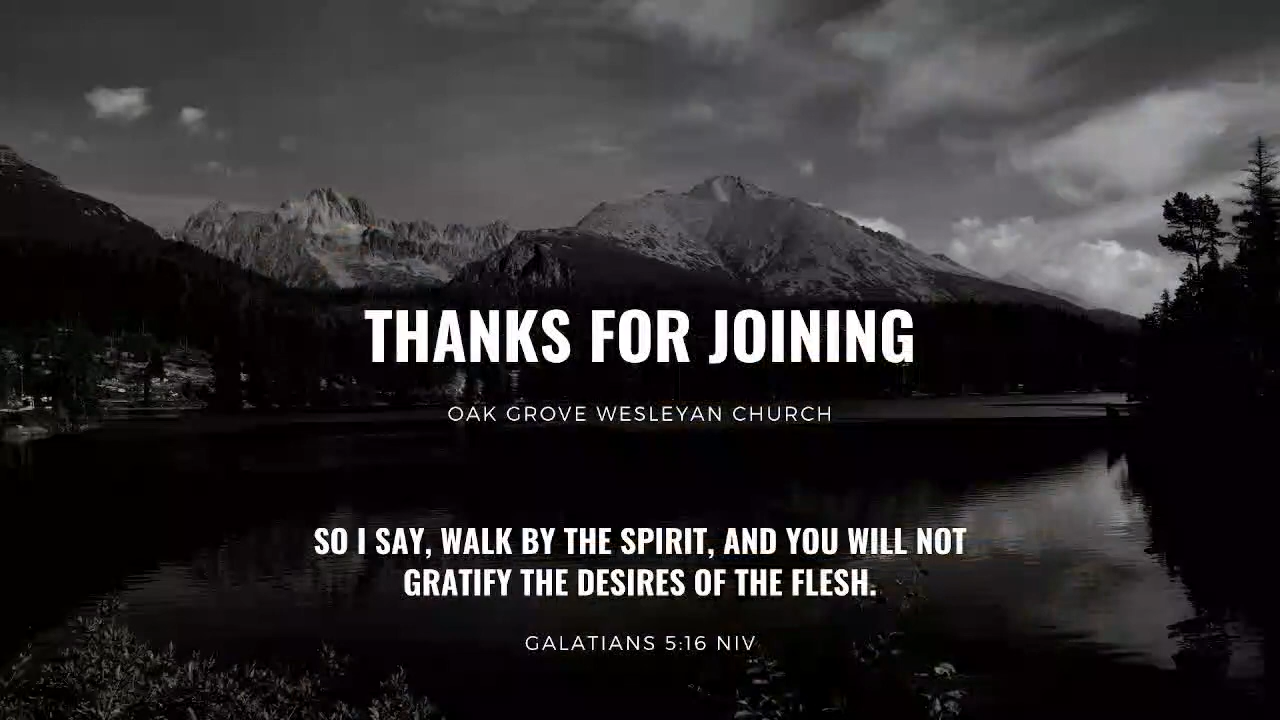 THANKS FOR JOINING
OAK GROVE WESLEYAN CHURCH
SO I SAY, WALK BY THE SPIRIT, AND YOU WILL NOT
GRATIFY THE DESIRES OF THE FLESH.
GALATIANS 5:16 NIV